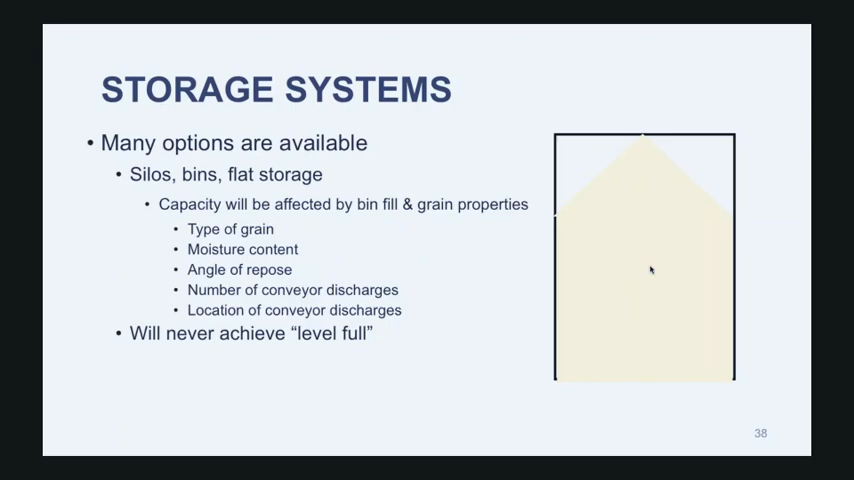 STORAGE SYSTEMS
• Many options are available
• Silos, bins, flat storage
• Capacity will be affected by bin fill & grain properties
• Type of grain
• Moisture content
• Angle of repose
• Number of conveyor discharges
• Location of conveyor discharges
• Will never achieve “level full”
38